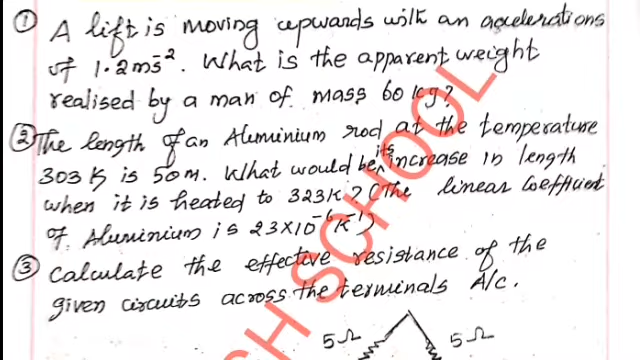 ① A lift is moving upwards with an accelerations
of 1.2 ms⁻². What is the apparent weight
realised by a man of mass 60 kg?
② The length of an Aluminium rod at the temperature
303 K is 50 m. What would be its increase in length
when it is heated to 323K? (The linear Coefficient
of Aluminium is 23×10⁻⁶ K⁻¹)
③ Calculate the effective resistance of the
given circuits across the terminals A/c.
5Ω 5Ω
CH SCHOOL